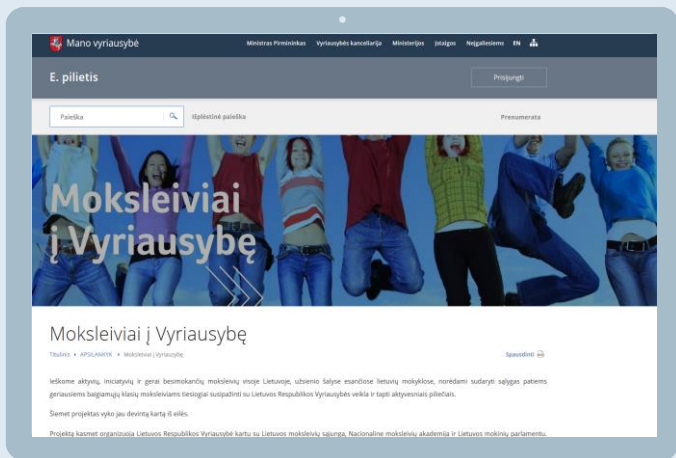 Mano vyriausybė
Ministras Pirmininkas Vyriausybės kanceliarija Ministerijos Įstaigos Neįgaliesiems EN
E. pilietis
Prisijungti
Paieška
Išplėstinė paieška
Prenumerata
Moksleiviai
į Vyriausybę
Moksleiviai į Vyriausybę
Titulinis APSILANKYK Moksleiviai į Vyriausybę
Spausdinti
Ieškome aktyvių, iniciatyvių ir gerai besimokančių moksleivių visoje Lietuvoje, užsienio šalyse esančiose lietuvių mokyklose, norėdami sudaryti sąlygas patiems
geriausiems baigiamųjų klasių moksleiviams tiesiogiai susipažinti su Lietuvos Respublikos Vyriausybės veikla ir tapti aktyvesniais piliečiais.
Šiemet projektas vyko jau devintą kartą iš eilės.
Projektą kasmet organizuoja Lietuvos Respublikos Vyriausybė kartu su Lietuvos moksleivių sąjunga, Nacionaline moksleivių akademija ir Lietuvos mokinių parlamentu.